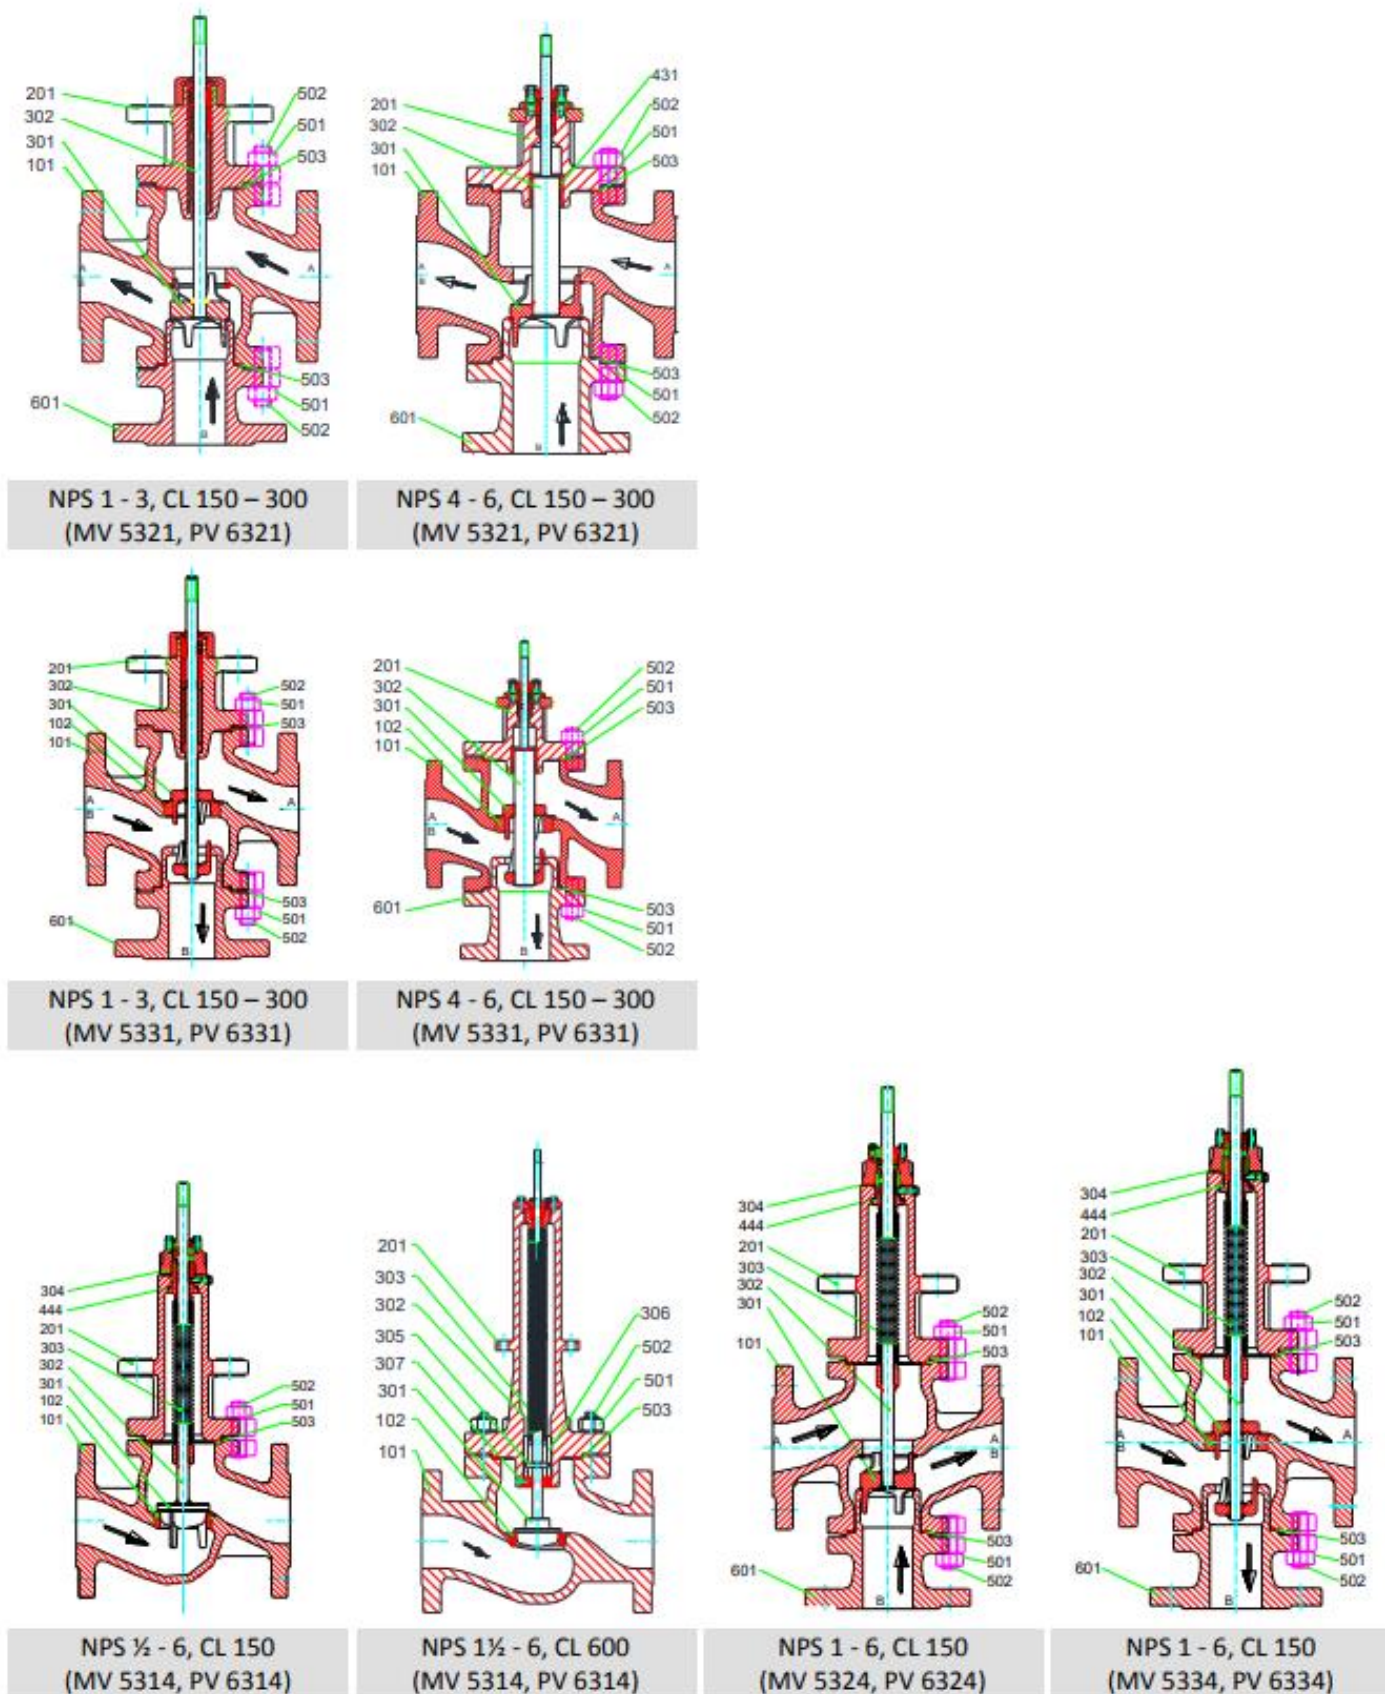 201
302
301
101
502
501
503
503
501
502
601
A
B
A
B
NPS 1 - 3, CL 150 – 300
(MV 5321, PV 6321)
201
302
301
101
431
502
501
503
503
501
502
601
A
B
A
B
NPS 4 - 6, CL 150 – 300
(MV 5321, PV 6321)
201
302
301
102
101
502
501
503
503
501
502
601
A
B
A
B
NPS 1 - 3, CL 150 – 300
(MV 5331, PV 6331)
201
302
301
102
101
502
501
503
503
501
502
601
A
B
A
B
NPS 4 - 6, CL 150 – 300
(MV 5331, PV 6331)
304
444
201
303
302
301
102
101
502
501
503
NPS ½ - 6, CL 150
(MV 5314, PV 6314)
201
303
302
305
307
301
102
101
306
502
501
503
NPS 1½ - 6, CL 600
(MV 5314, PV 6314)
304
444
201
303
302
301
101
502
501
503
503
501
502
601
A
A
B
B
NPS 1 - 6, CL 150
(MV 5324, PV 6324)
304
444
201
303
302
301
102
101
502
501
503
503
501
502
601
A
B
A
B
NPS 1 - 6, CL 150
(MV 5334, PV 6334)